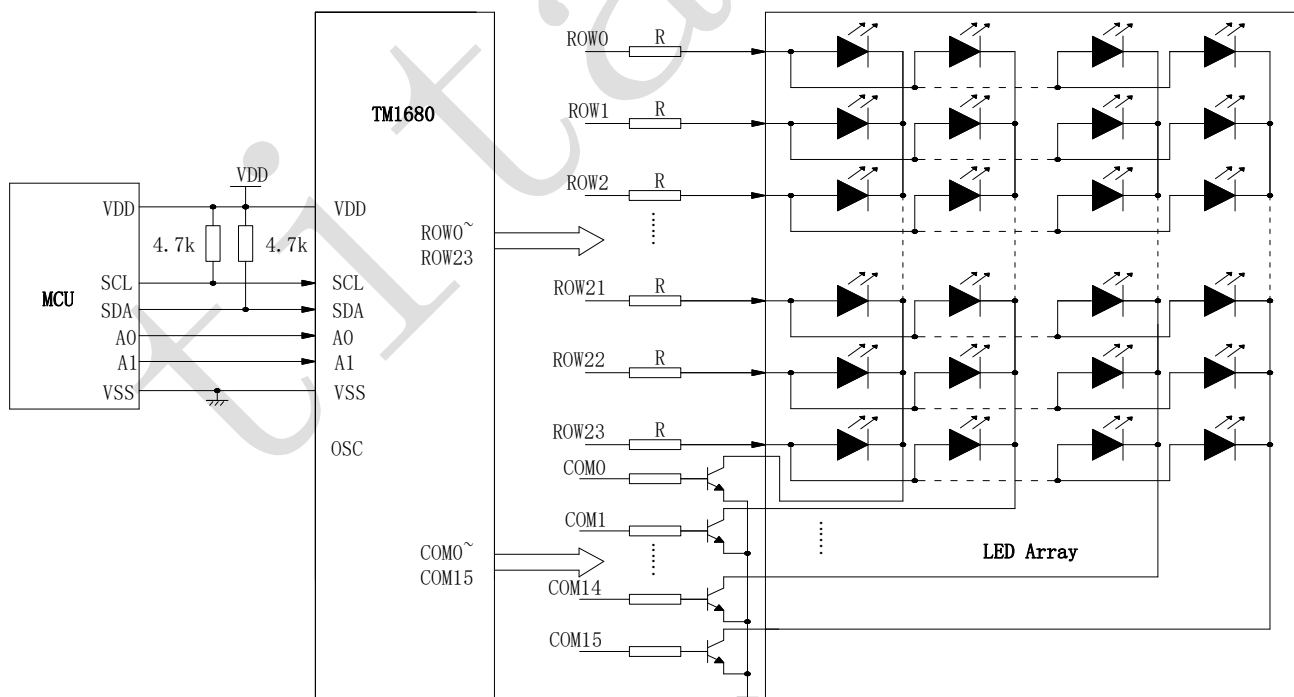 MCU
VDD
SCL
SDA
A0
A1
VSS
VDD
4.7k
4.7k
TM1680
VDD
SCL
SDA
A0
A1
VSS
OSC
ROW0~
ROW23
COM0~
COM15
ROW0
R
ROW1
R
ROW2
R
ROW21
R
ROW22
R
ROW23
R
COM0
COM1
COM14
COM15
LED Array
tita